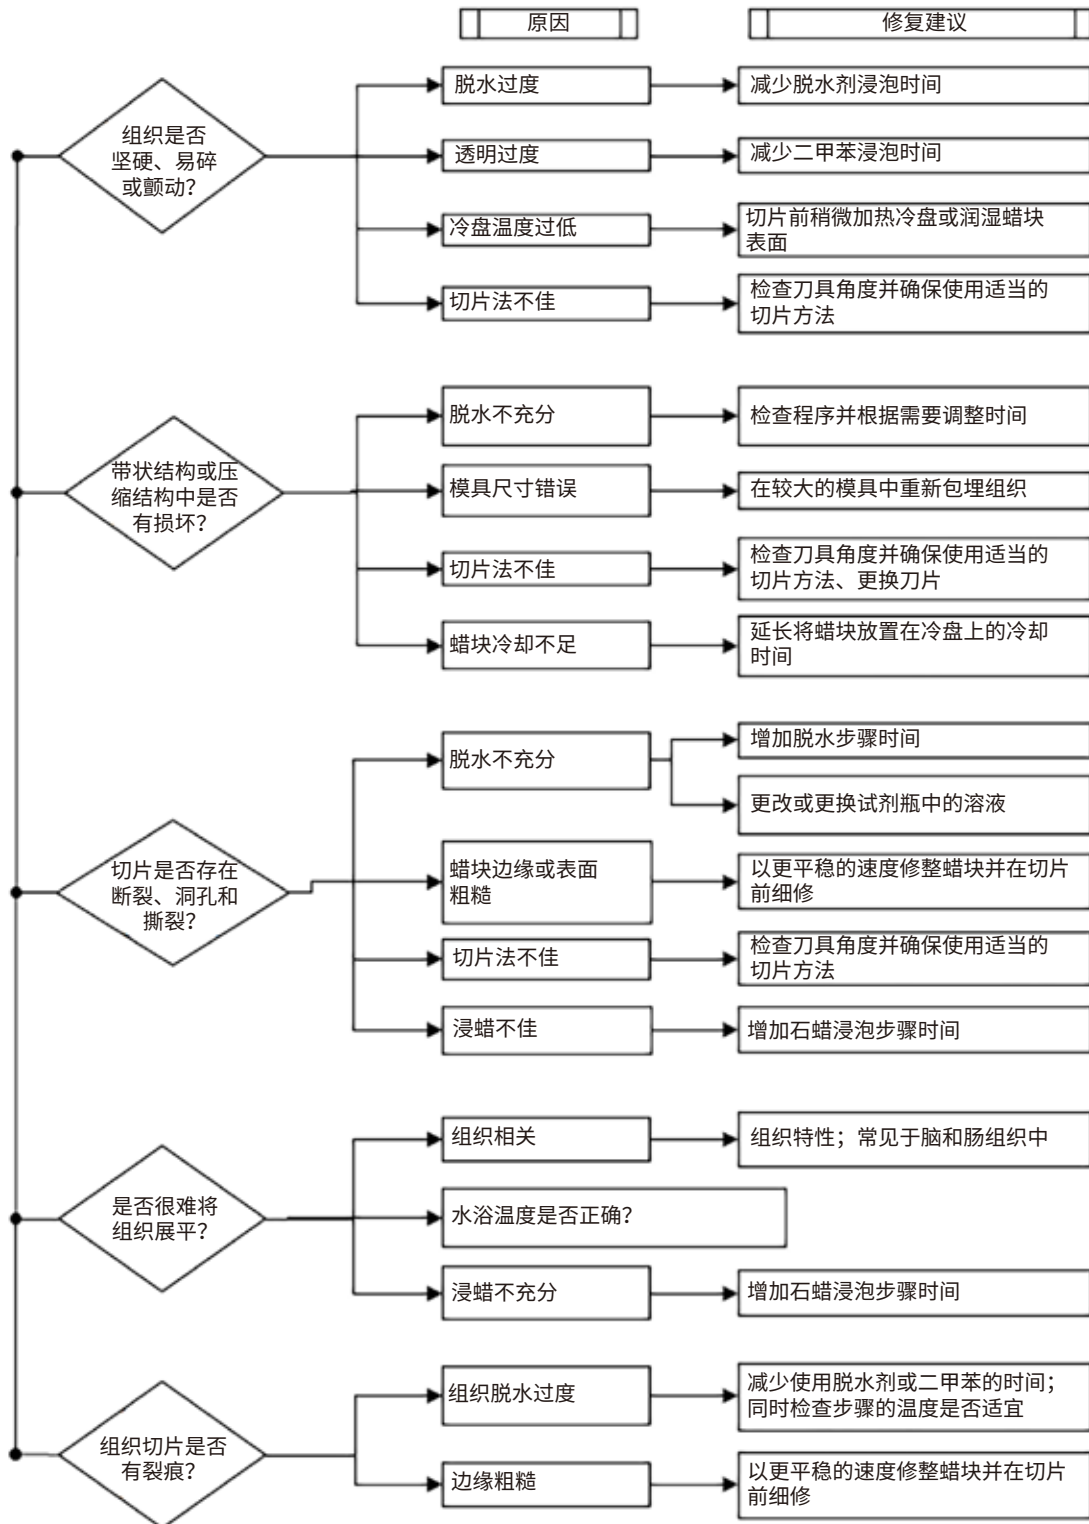 原因
修复建议
组织是否
坚硬、易碎
或颤动？
脱水过度
减少脱水剂浸泡时间
透明过度
减少二甲苯浸泡时间
冷盘温度过低
切片前稍微加热冷盘或润湿蜡块
表面
切片法不佳
检查刀具角度并确保使用适当的
切片方法
带状结构或压
缩结构中是否
有损坏？
脱水不充分
检查程序并根据需要调整时间
模具尺寸错误
在较大的模具中重新包埋组织
切片法不佳
检查刀具角度并确保使用适当的
切片方法、更换刀片
蜡块冷却不足
延长将蜡块放置在冷盘上的冷却
时间
切片是否存在
断裂、洞孔和
撕裂？
脱水不充分
增加脱水步骤时间
更改或更换试剂瓶中的溶液
蜡块边缘或表面
粗糙
以更平稳的速度修整蜡块并在切片
前细修
切片法不佳
检查刀具角度并确保使用适当的
切片方法
浸蜡不佳
增加石蜡浸泡步骤时间
是否很难将
组织展平？
组织相关
组织特性；常见于脑和肠组织中
水浴温度是否正确？
浸蜡不充分
增加石蜡浸泡步骤时间
组织切片是否
有裂痕？
组织脱水过度
减少使用脱水剂或二甲苯的时间；
同时检查步骤的温度是否适宜
边缘粗糙
以更平稳的速度修整蜡块并在切片
前细修